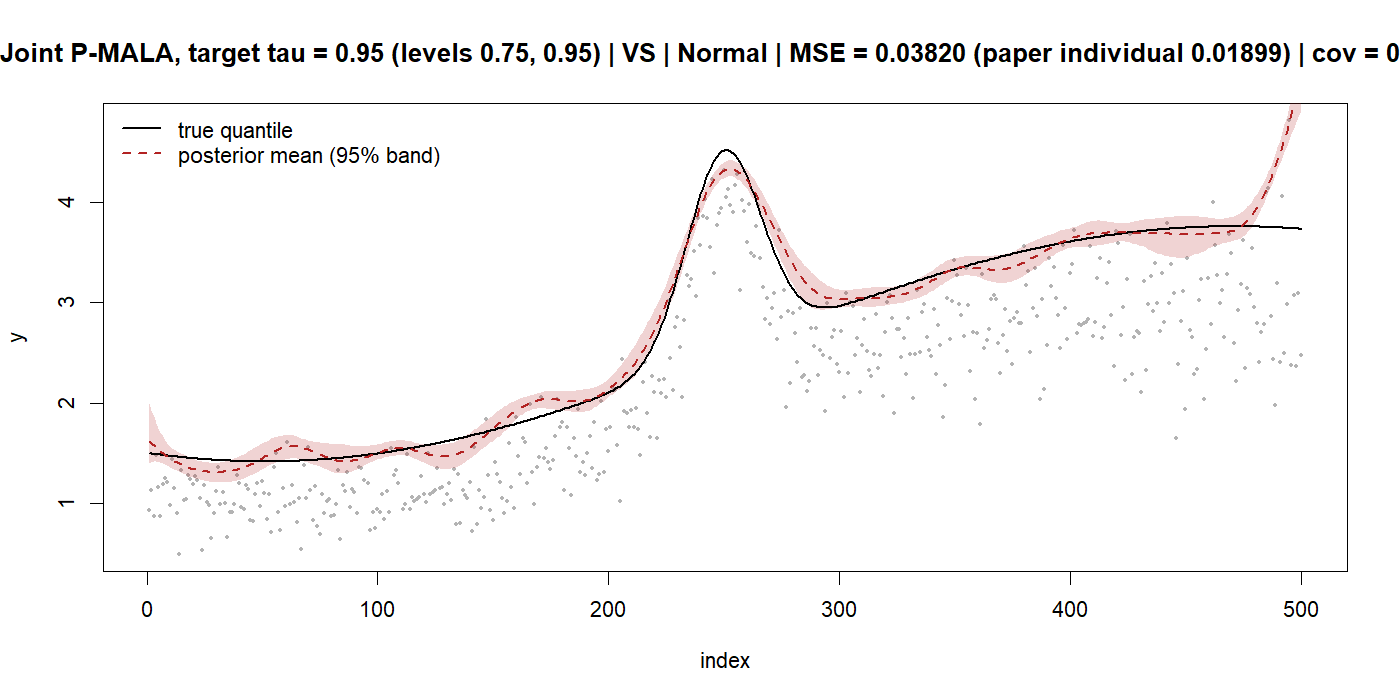 Joint P-MALA, target tau = 0.95 (levels 0.75, 0.95) | VS | Normal | MSE = 0.03820 (paper individual 0.01899) | cov = 0
true quantile
posterior mean (95% band)
y
4
3
2
1
0 100 200 300 400 500
index